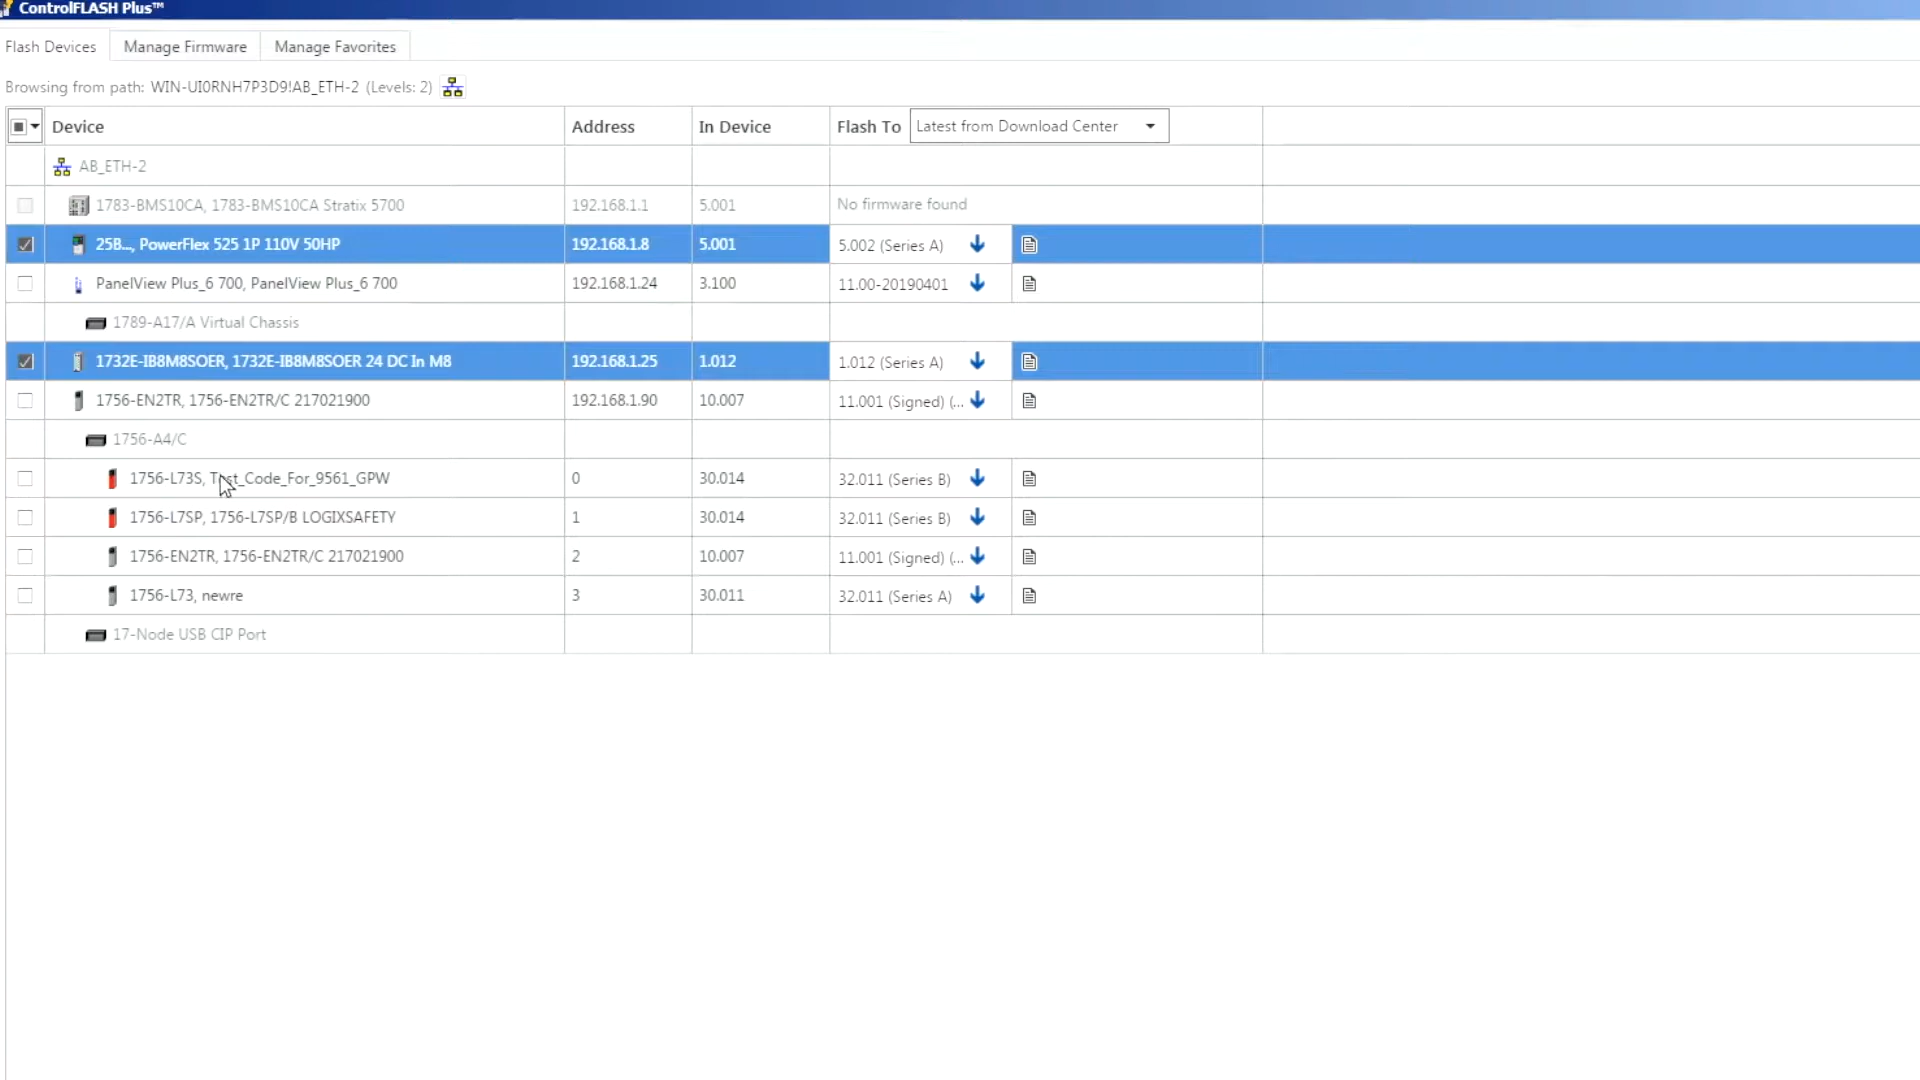 ControlFLASH Plus™
Flash Devices Manage Firmware Manage Favorites
Browsing from path: WIN-UI0RNH7P3D9!AB_ETH-2 (Levels: 2)
Device Address In Device Flash To Latest from Download Center
AB_ETH-2
1783-BMS10CA, 1783-BMS10CA Stratix 5700 192.168.1.1 5.001 No firmware found
25B..., PowerFlex 525 1P 110V 50HP 192.168.1.8 5.001 5.002 (Series A)
PanelView Plus_6 700, PanelView Plus_6 700 192.168.1.24 3.100 11.00-20190401
1789-A17/A Virtual Chassis
1732E-IB8M8SOER, 1732E-IB8M8SOER 24 DC In M8 192.168.1.25 1.012 1.012 (Series A)
1756-EN2TR, 1756-EN2TR/C 217021900 192.168.1.90 10.007 11.001 (Signed) (...
1756-A4/C
1756-L73S, Test_Code_For_9561_GPW 0 30.014 32.011 (Series B)
1756-L7SP, 1756-L7SP/B LOGIXSAFETY 1 30.014 32.011 (Series B)
1756-EN2TR, 1756-EN2TR/C 217021900 2 10.007 11.001 (Signed) (...
1756-L73, newre 3 30.011 32.011 (Series A)
17-Node USB CIP Port